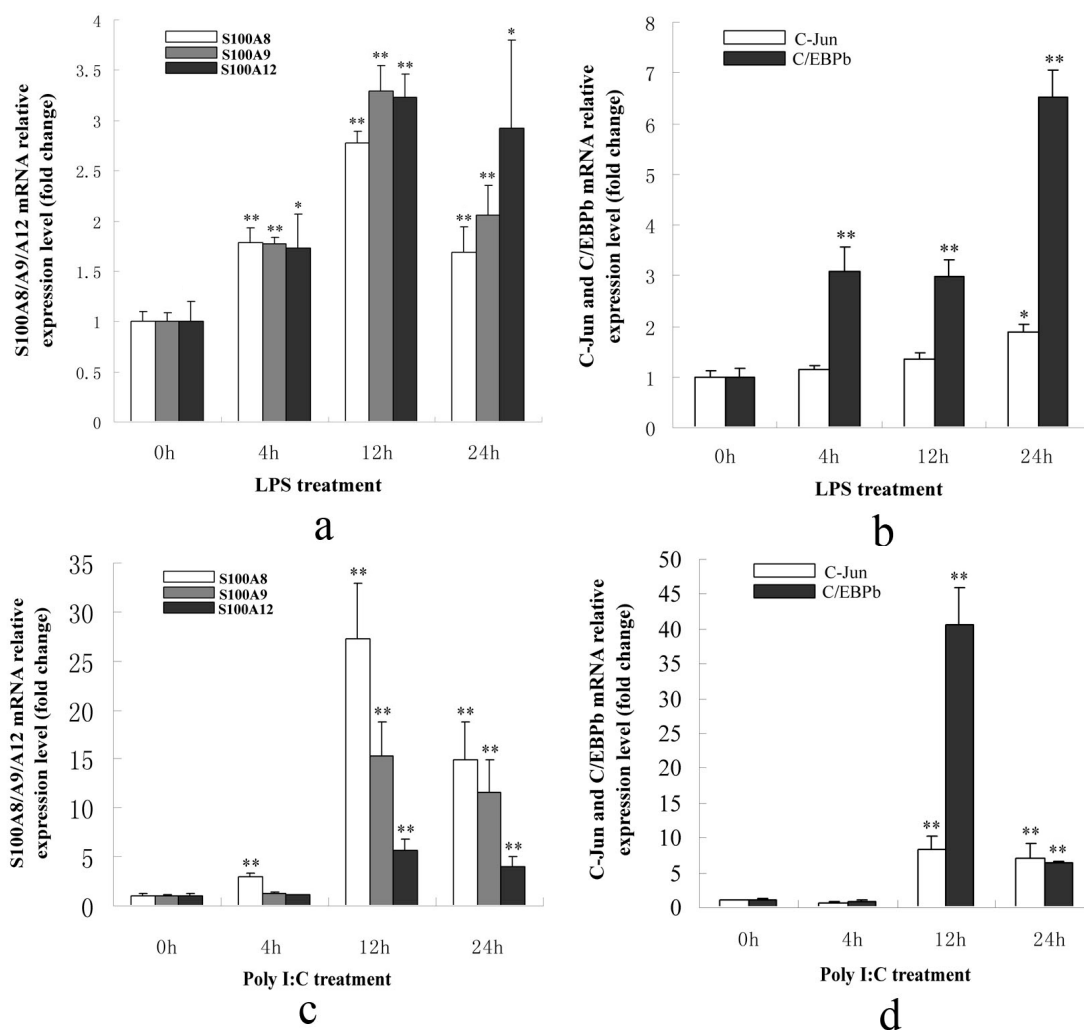 S100A8/A9/A12 mRNA relative
expression level (fold change)
4
3.5
3
2.5
2
1.5
1
0.5
0
S100A8
S100A9
S100A12
** ** *
** ** **
** ** *
0h 4h 12h 24h
LPS treatment
a
C-Jun and C/EBPb mRNA relative
expression level (fold change)
8
7
6
5
4
3
2
1
0
C-Jun
C/EBPb
**
**
* **
0h 4h 12h 24h
LPS treatment
b
S100A8/A9/A12 mRNA relative
expression level (fold change)
35
30
25
20
15
10
5
0
S100A8
S100A9
S100A12
**
** ** **
** ** **
0h 4h 12h 24h
Poly I:C treatment
c
C-Jun and C/EBPb mRNA relative
expression level (fold change)
50
45
40
35
30
25
20
15
10
5
0
C-Jun
C/EBPb
** **
** **
0h 4h 12h 24h
Poly I:C treatment
d